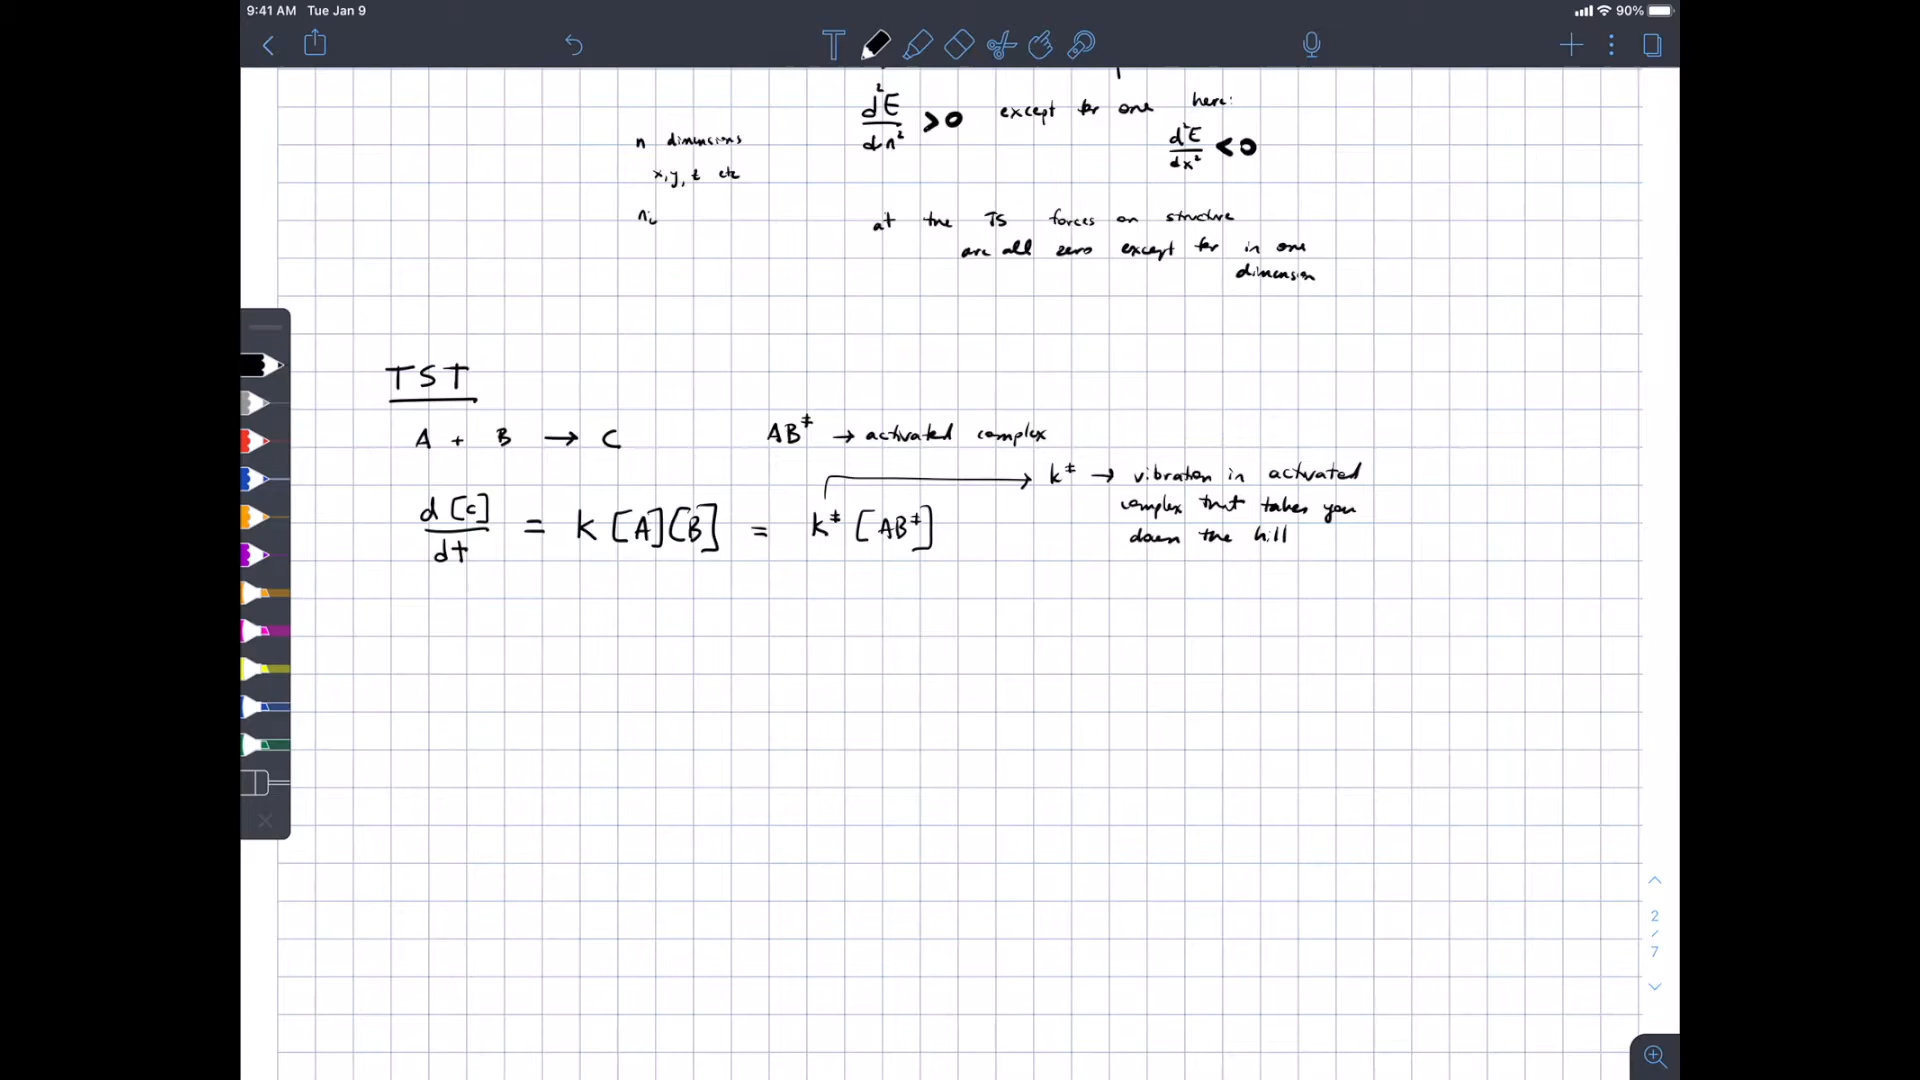 9:41 AM Tue Jan 9
90%
d²E/dn² > 0 except for one here:
d²E/dx² < 0
n dimensions
x,y,z etc
nᵢ
at the TS forces on structure
are all zero except for in one
dimension
TST
A + B → C
AB‡ → activated complex
k‡ → vibration in activated
complex that takes you
down the hill
d[C]/dt = k[A][B] = k‡[AB‡]
2
/
7